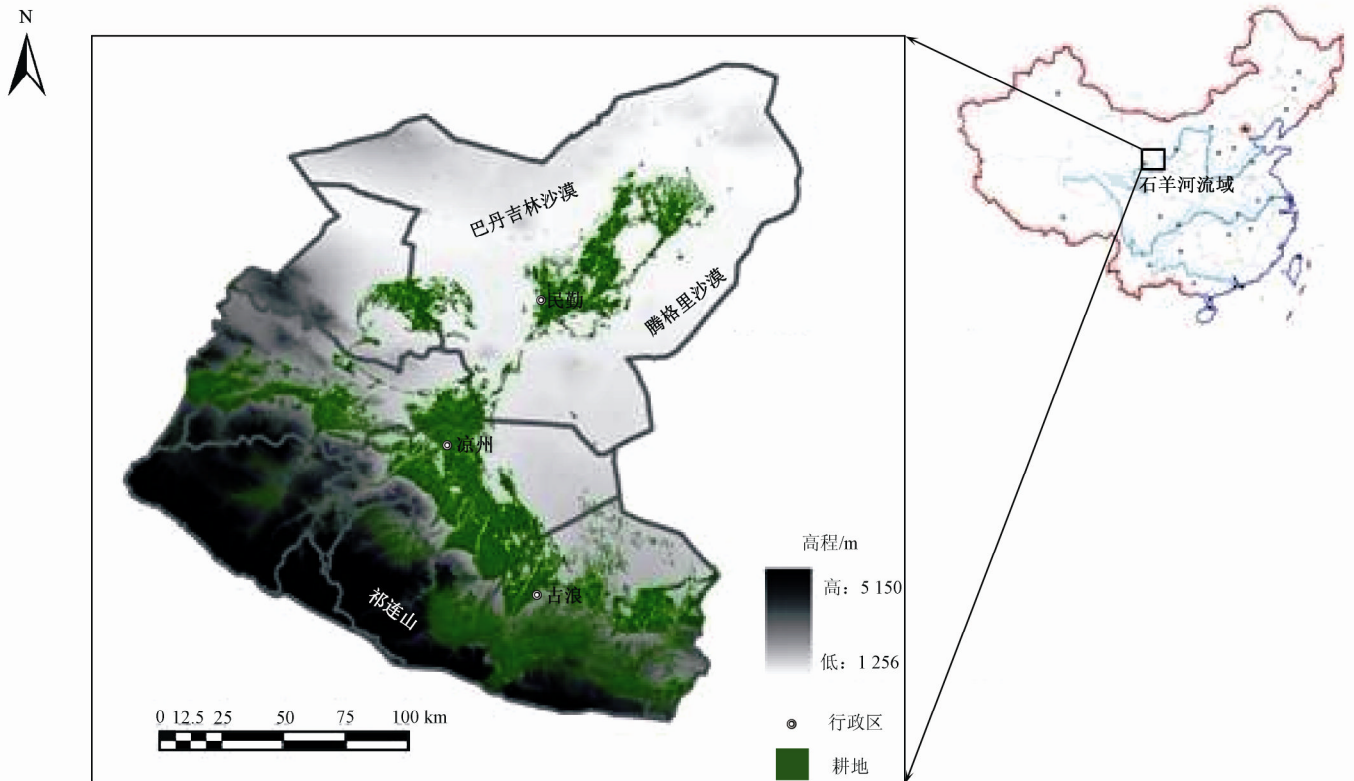 N
石羊河流域
巴丹吉林沙漠
腾格里沙漠
民勤
凉州
古浪
祁连山
高程/m
高：5 150
低：1 256
0 12.5 25 50 75 100 km
行政区
耕地